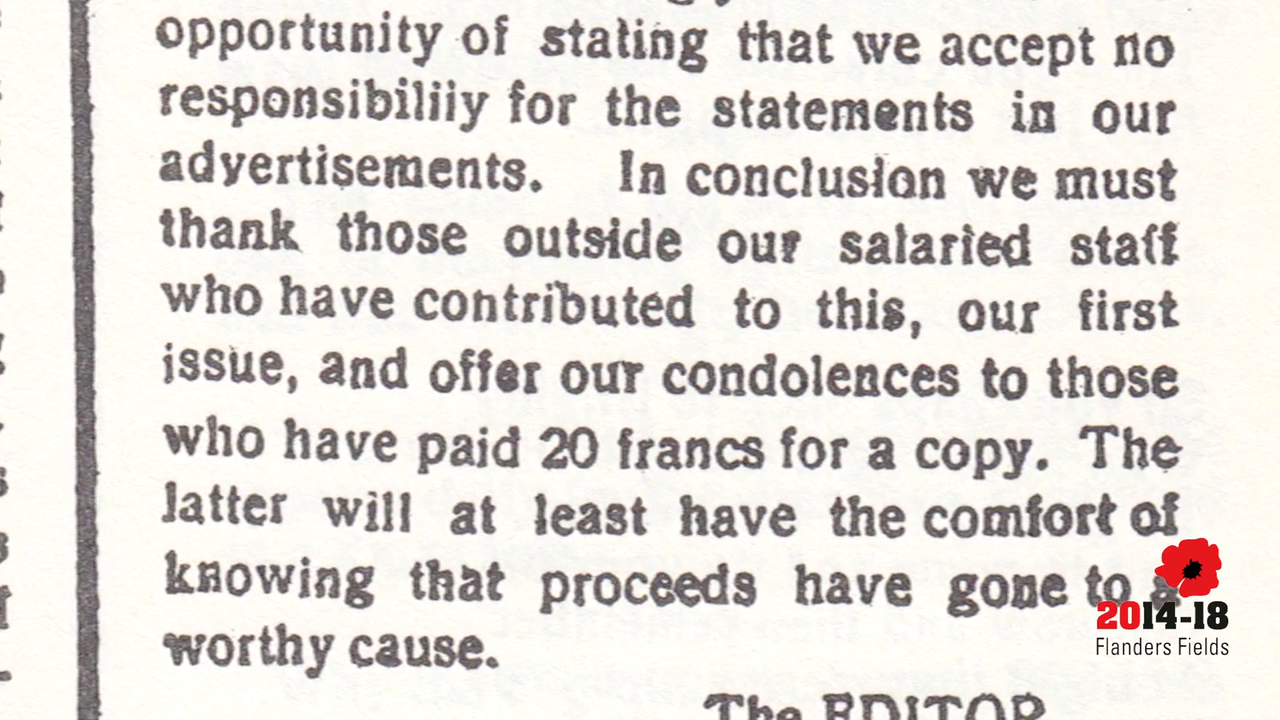 opportunity of stating that we accept no
responsibiliiy for the statements in our
advertisements. In conclusion we must
thank those outside our salaried staff
who have contributed to this, our first
issue, and offer our condolences to those
who have paid 20 francs for a copy. The
latter will at least have the comfort of
knowing that proceeds have gone to a
worthy cause.
The EDITOR
2014-18
Flanders Fields